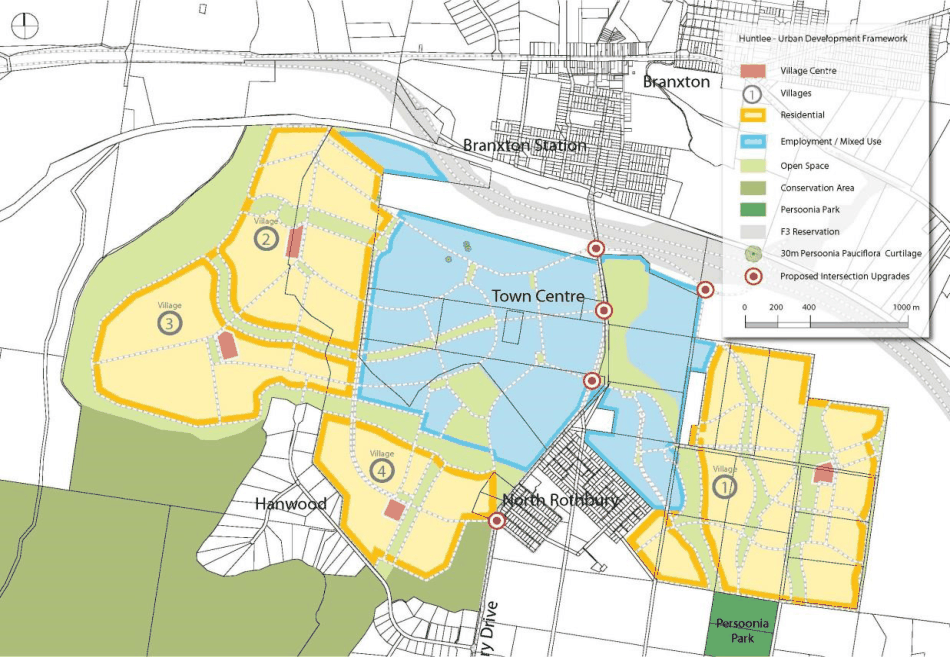 Huntlee - Urban Development Framework
Village Centre
1
Villages
Residential
Employment / Mixed Use
Open Space
Conservation Area
Persoonia Park
F3 Reservation
30m Persoonia Pauciflora Curtilage
Proposed Intersection Upgrades
0 200 400 1000 m
Branxton
Branxton Station
Village
2
Town Centre
Village
3
Village
4
Village
1
Hanwood
North Rothbury
ry Drive
Persoonia
Park